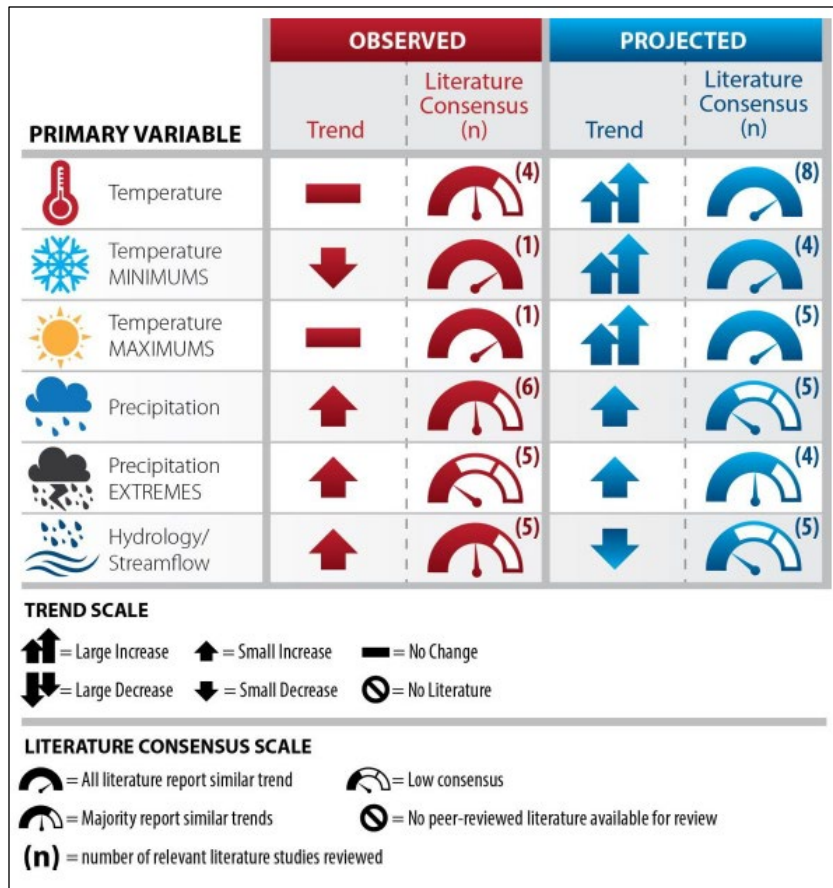 OBSERVED PROJECTED
PRIMARY VARIABLE Trend Literature Consensus (n) Trend Literature Consensus (n)
Temperature (4) (8)
Temperature
MINIMUMS (1) (4)
Temperature
MAXIMUMS (1) (5)
Precipitation (6) (5)
Precipitation
EXTREMES (5) (4)
Hydrology/
Streamflow (5) (5)
TREND SCALE
= Large Increase = Small Increase = No Change
= Large Decrease = Small Decrease = No Literature
LITERATURE CONSENSUS SCALE
= All literature report similar trend = Low consensus
= Majority report similar trends = No peer-reviewed literature available for review
(n) = number of relevant literature studies reviewed